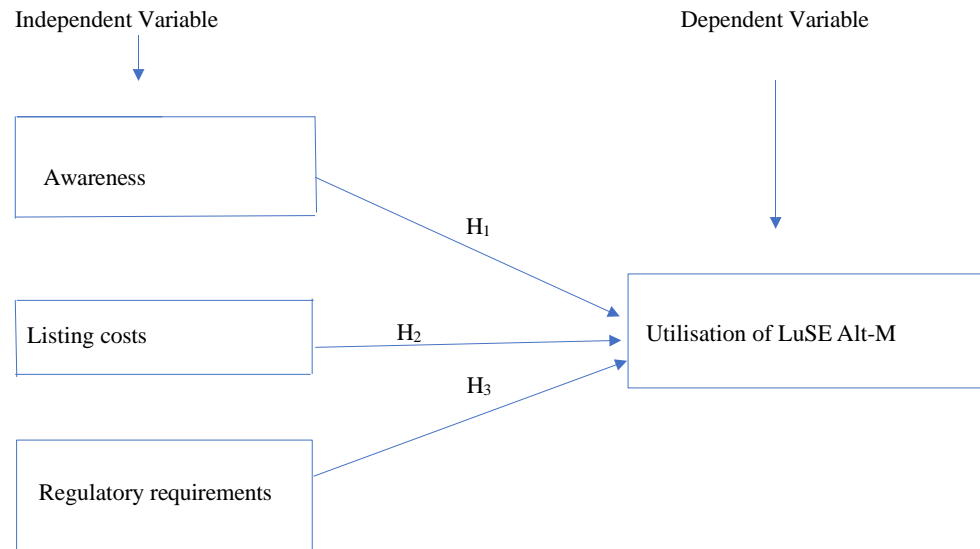 Independent Variable
Dependent Variable
Awareness
H₁
Listing costs
H₂
Utilisation of LuSE Alt-M
H₃
Regulatory requirements